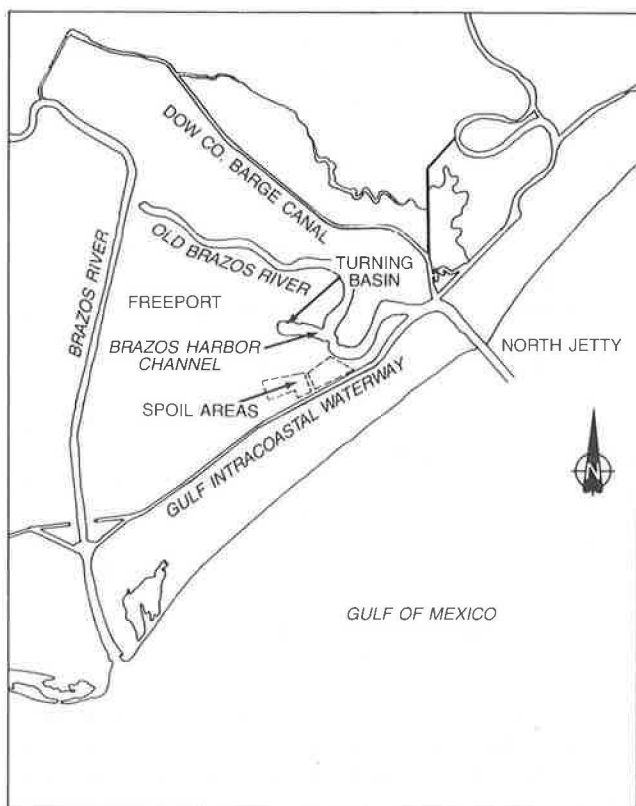 DOW CO. BARGE CANAL
OLD BRAZOS RIVER
TURNING
BASIN
BRAZOS RIVER
FREEPORT
BRAZOS HARBOR
CHANNEL
NORTH JETTY
SPOIL AREAS
GULF INTRACOASTAL WATERWAY
N
GULF OF MEXICO